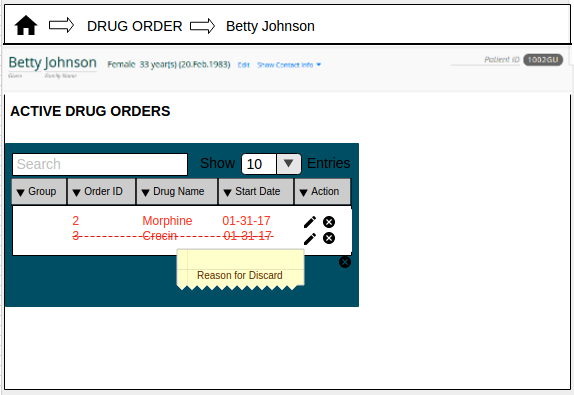 DRUG ORDER Betty Johnson
Betty Johnson Female 33 year(s) (20.Feb.1983) Edit Show Contact Info Patient ID 1002GU
Given Family Name
ACTIVE DRUG ORDERS
Search Show 10 Entries
Group Order ID Drug Name Start Date Action
2 Morphine 01-31-17
3 Crocin 01-31-17
Reason for Discard